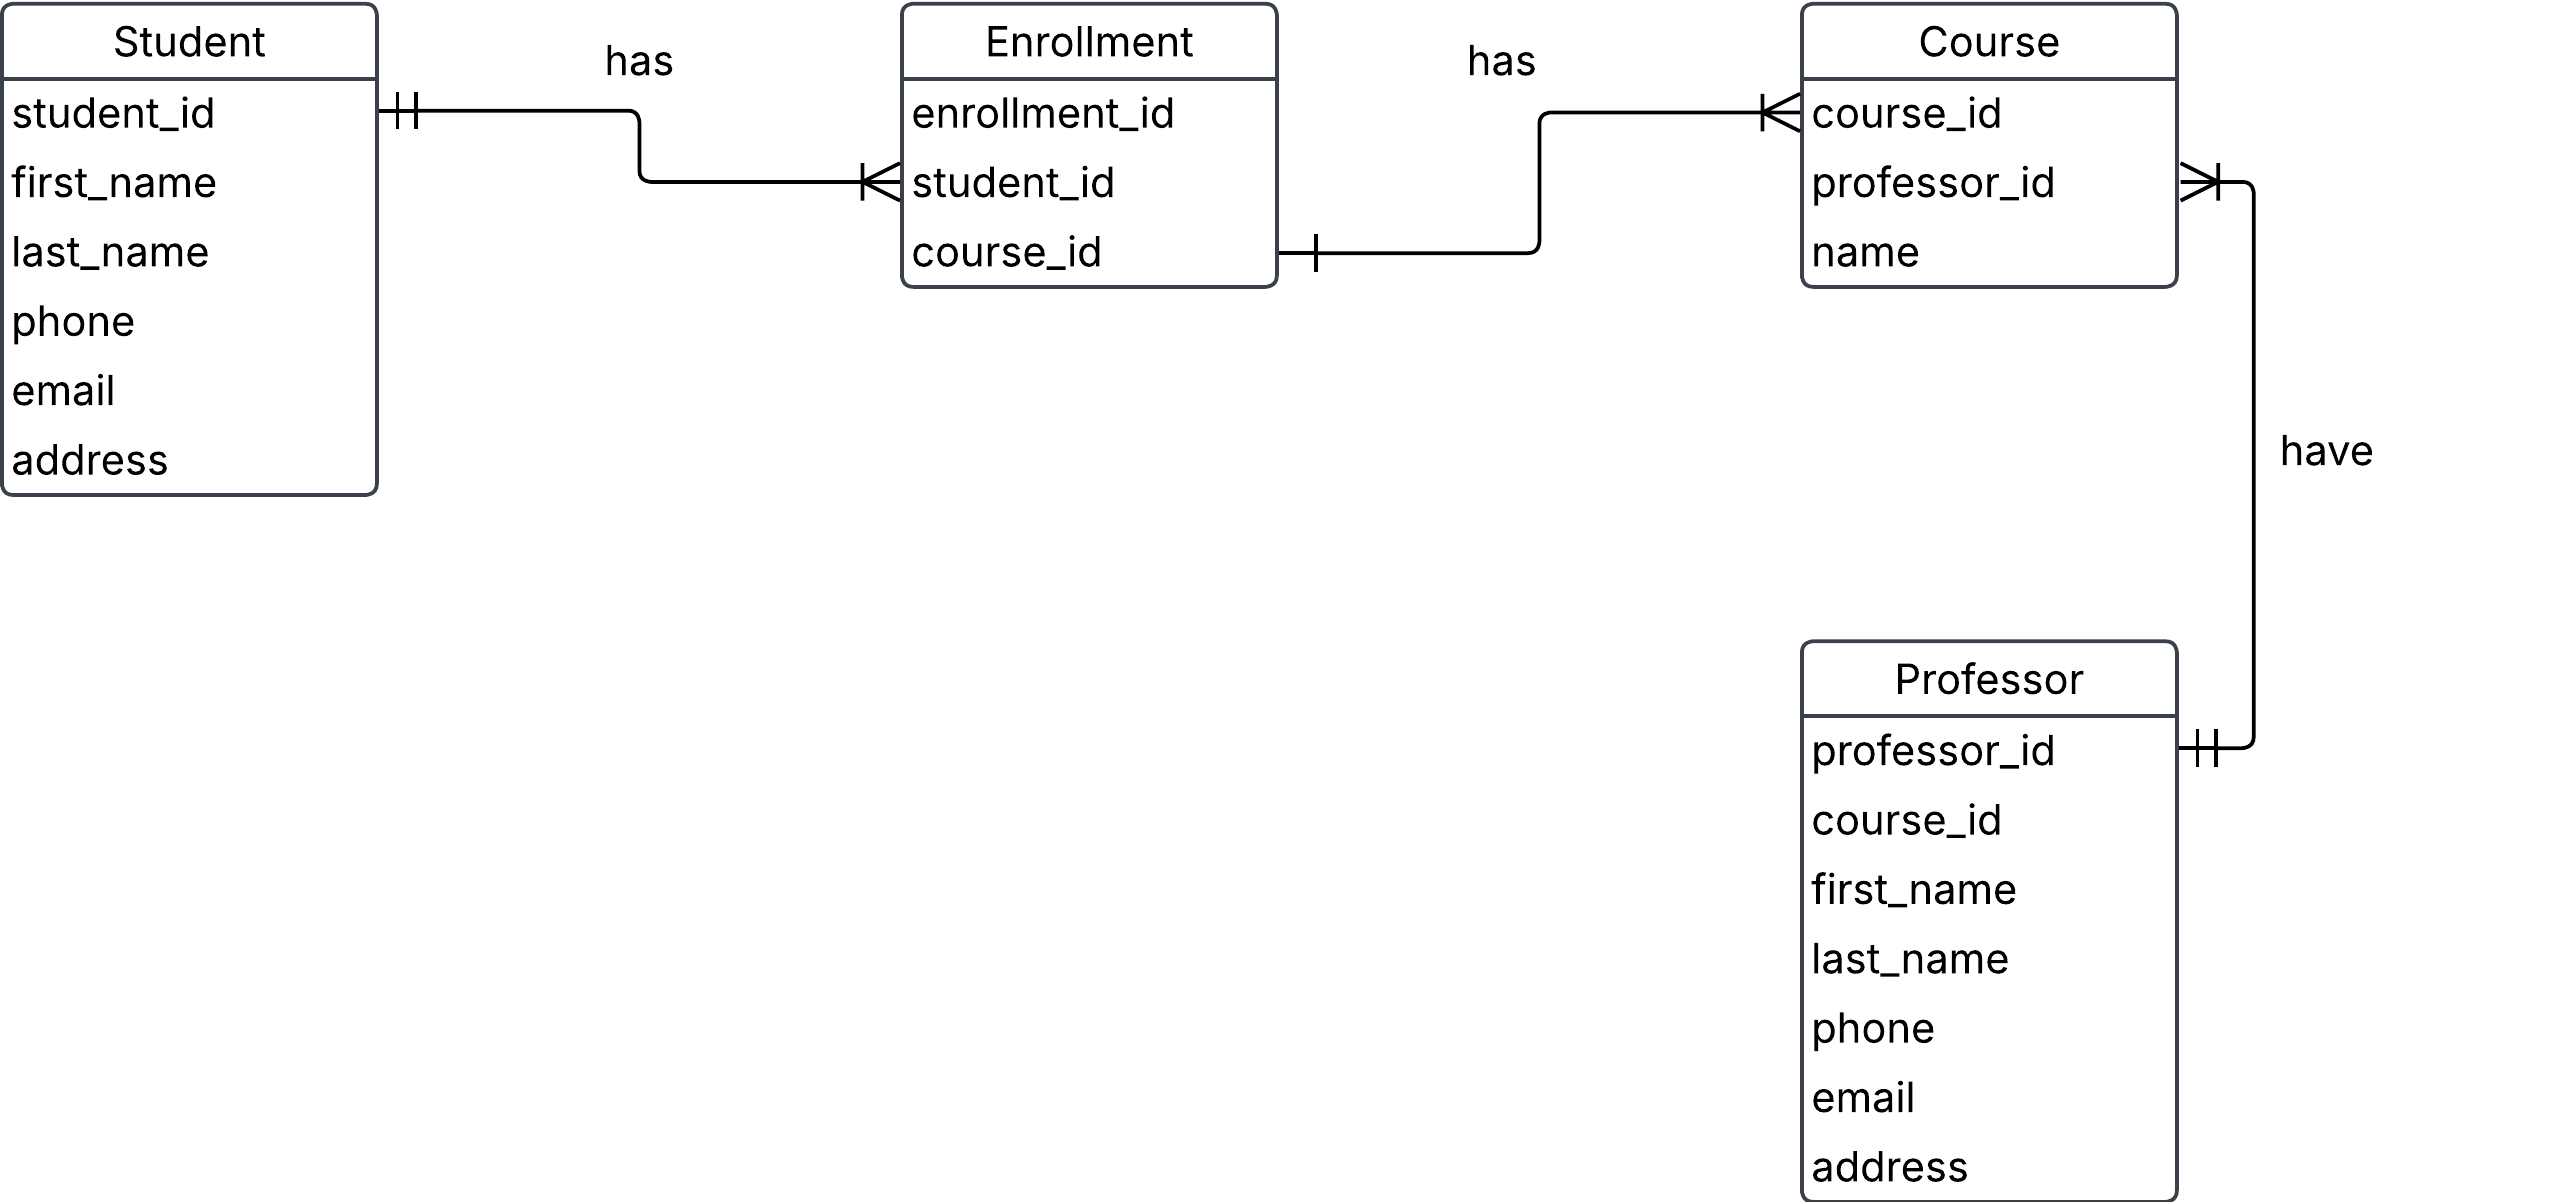 Student
student_id
first_name
last_name
phone
email
address
has
Enrollment
enrollment_id
student_id
course_id
has
Course
course_id
professor_id
name
have
Professor
professor_id
course_id
first_name
last_name
phone
email
address